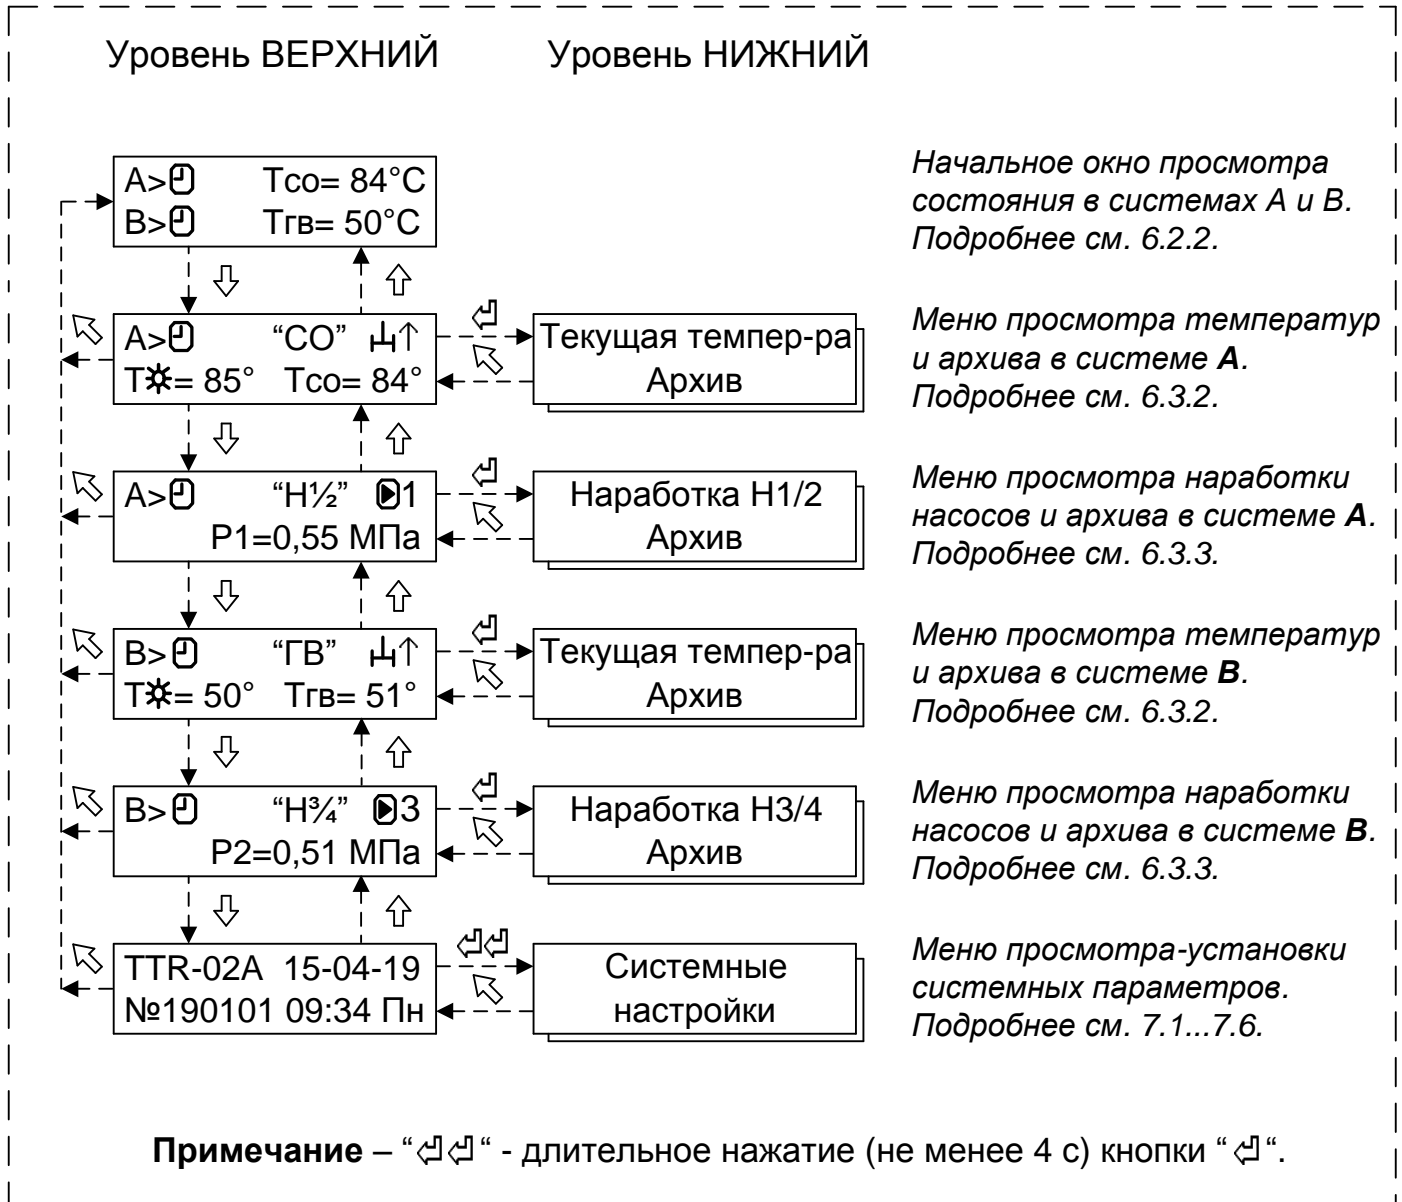 Уровень ВЕРХНИЙ Уровень НИЖНИЙ
A> Тсо= 84°C
B> Тгв= 50°C
Начальное окно просмотра
состояния в системах A и B.
Подробнее см. 6.2.2.
A> “СО” ↑
T☼= 85° Тсо= 84°
Текущая темпер-ра
Архив
Меню просмотра температур
и архива в системе A.
Подробнее см. 6.3.2.
A> “Н½” 1
P1=0,55 МПа
Наработка Н1/2
Архив
Меню просмотра наработки
насосов и архива в системе A.
Подробнее см. 6.3.3.
B> “ГВ” ↑
T☼= 50° Тгв= 51°
Текущая темпер-ра
Архив
Меню просмотра температур
и архива в системе B.
Подробнее см. 6.3.2.
B> “Н¾” 3
P2=0,51 МПа
Наработка Н3/4
Архив
Меню просмотра наработки
насосов и архива в системе B.
Подробнее см. 6.3.3.
TTR-02A 15-04-19
№190101 09:34 Пн
Системные
настройки
Меню просмотра-установки
системных параметров.
Подробнее см. 7.1...7.6.
Примечание – “⏎⏎“ - длительное нажатие (не менее 4 с) кнопки “⏎“.